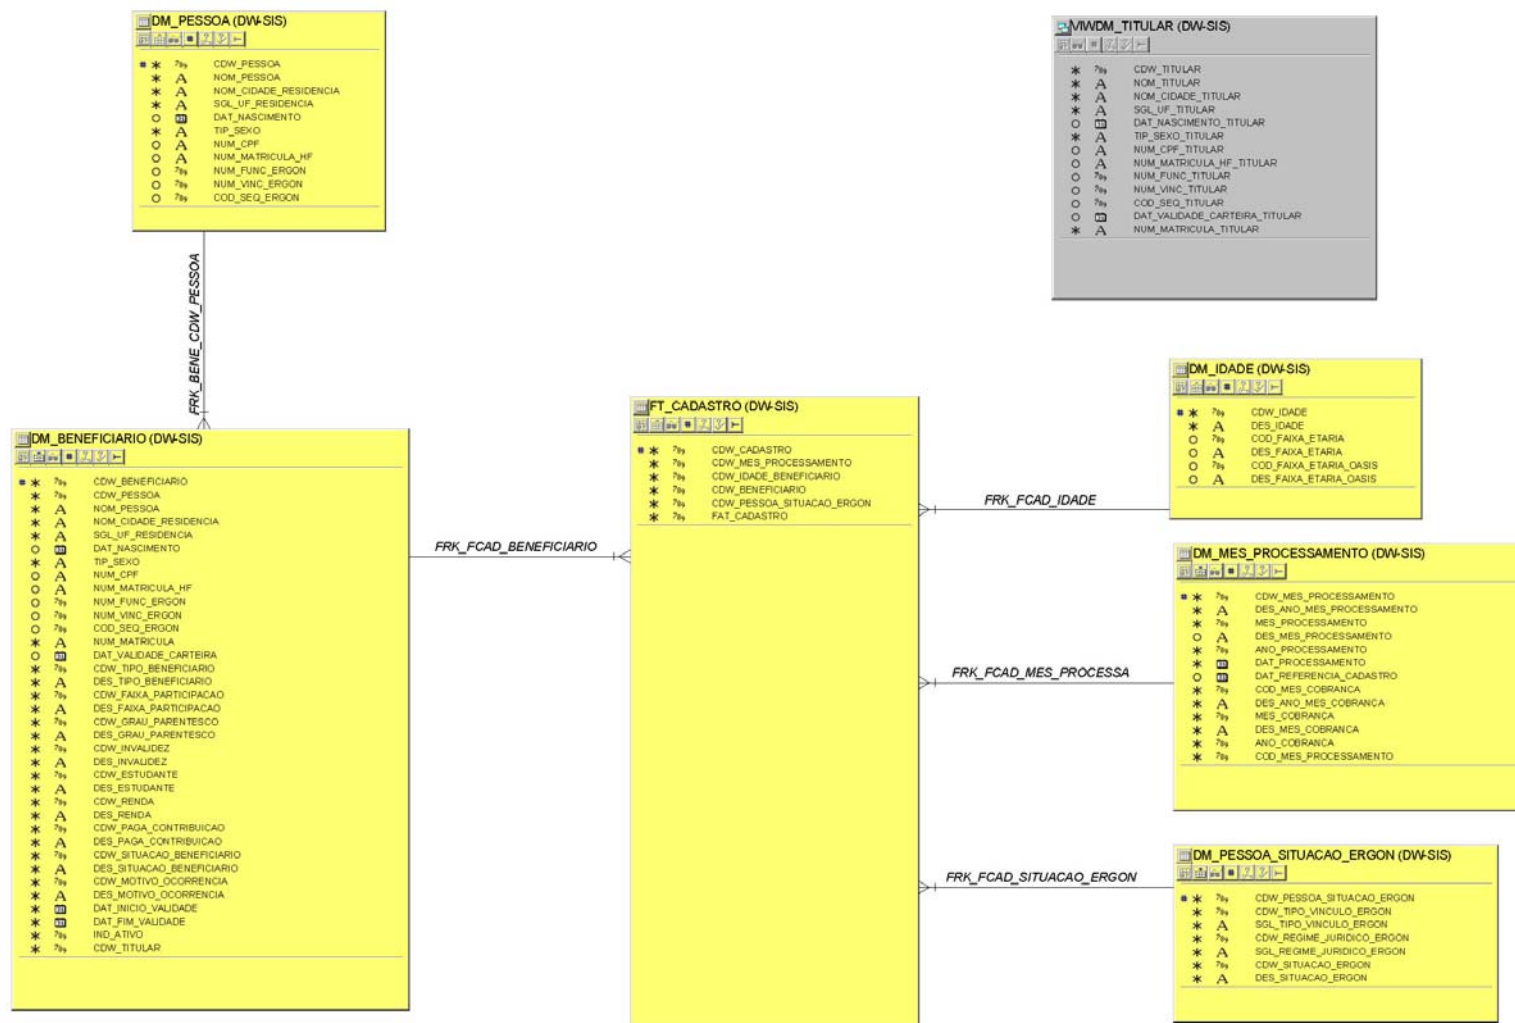 DM_PESSOA (DW-SIS)
CDW_PESSOA
NOM_PESSOA
NOM_CIDADE_RESIDENCIA
SGL_UF_RESIDENCIA
DAT_NASCIMENTO
TIP_SEXO
NUM_CPF
NUM_MATRICULA_HF
NUM_FUNC_ERGON
NUM_VINC_ERGON
COD_SEQ_ERGON
VIWDM_TITULAR (DW-SIS)
CDW_TITULAR
NOM_TITULAR
NOM_CIDADE_TITULAR
SGL_UF_TITULAR
DAT_NASCIMENTO_TITULAR
TIP_SEXO_TITULAR
NUM_CPF_TITULAR
NUM_MATRICULA_HF_TITULAR
NUM_FUNC_TITULAR
NUM_VINC_TITULAR
COD_SEQ_TITULAR
DAT_VALIDADE_CARTEIRA_TITULAR
NUM_MATRICULA_TITULAR
FRK_BENE_CDW_PESSOA
DM_BENEFICIARIO (DW-SIS)
CDW_BENEFICIARIO
CDW_PESSOA
NOM_PESSOA
NOM_CIDADE_RESIDENCIA
SGL_UF_RESIDENCIA
DAT_NASCIMENTO
TIP_SEXO
NUM_CPF
NUM_MATRICULA_HF
NUM_FUNC_ERGON
NUM_VINC_ERGON
COD_SEQ_ERGON
NUM_MATRICULA
DAT_VALIDADE_CARTEIRA
CDW_TIPO_BENEFICIARIO
DES_TIPO_BENEFICIARIO
CDW_FAIXA_PARTICIPACAO
DES_FAIXA_PARTICIPACAO
CDW_GRAU_PARENTESCO
DES_GRAU_PARENTESCO
CDW_INVALIDEZ
DES_INVALIDEZ
CDW_ESTUDANTE
DES_ESTUDANTE
CDW_RENDA
DES_RENDA
CDW_PAGA_CONTRIBUICAO
DES_PAGA_CONTRIBUICAO
CDW_SITUACAO_BENEFICIARIO
DES_SITUACAO_BENEFICIARIO
CDW_MOTIVO_OCORRENCIA
DES_MOTIVO_OCORRENCIA
DAT_INICIO_VALIDADE
DAT_FIM_VALIDADE
IND_ATIVO
CDW_TITULAR
FRK_FCAD_BENEFICIARIO
FT_CADASTRO (DW-SIS)
CDW_CADASTRO
CDW_MES_PROCESSAMENTO
CDW_IDADE_BENEFICIARIO
CDW_BENEFICIARIO
CDW_PESSOA_SITUACAO_ERGON
FAT_CADASTRO
FRK_FCAD_IDADE
DM_IDADE (DW-SIS)
CDW_IDADE
DES_IDADE
COD_FAIXA_ETARIA
DES_FAIXA_ETARIA
COD_FAIXA_ETARIA_OASIS
DES_FAIXA_ETARIA_OASIS
FRK_FCAD_MES_PROCESSA
DM_MES_PROCESSAMENTO (DW-SIS)
CDW_MES_PROCESSAMENTO
DES_ANO_MES_PROCESSAMENTO
MES_PROCESSAMENTO
DES_MES_PROCESSAMENTO
ANO_PROCESSAMENTO
DAT_PROCESSAMENTO
DAT_REFERENCIA_CADASTRO
COD_MES_COBRANCA
DES_ANO_MES_COBRANCA
MES_COBRANCA
DES_MES_COBRANCA
ANO_COBRANCA
COD_MES_PROCESSAMENTO
FRK_FCAD_SITUACAO_ERGON
DM_PESSOA_SITUACAO_ERGON (DW-SIS)
CDW_PESSOA_SITUACAO_ERGON
CDW_TIPO_VINCULO_ERGON
SGL_TIPO_VINCULO_ERGON
CDW_REGIME_JURIDICO_ERGON
SGL_REGIME_JURIDICO_ERGON
CDW_SITUACAO_ERGON
DES_SITUACAO_ERGON